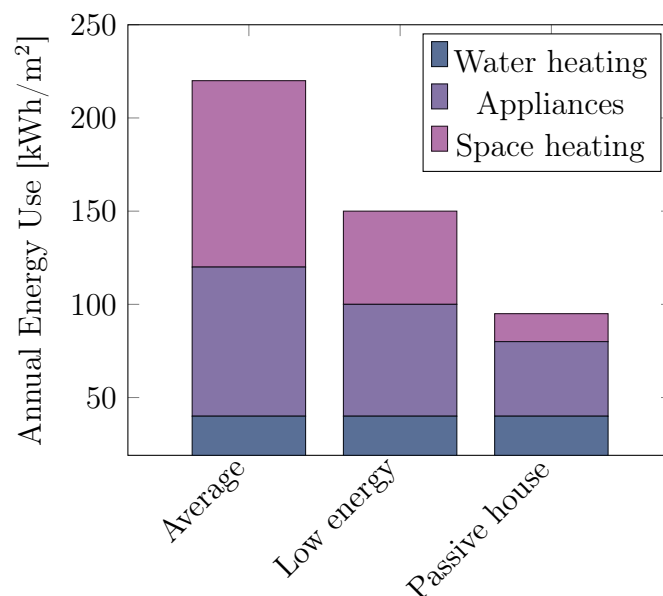 250
200
150
100
50
Annual Energy Use [kWh/m²]
Water heating
Appliances
Space heating
Average
Low energy
Passive house